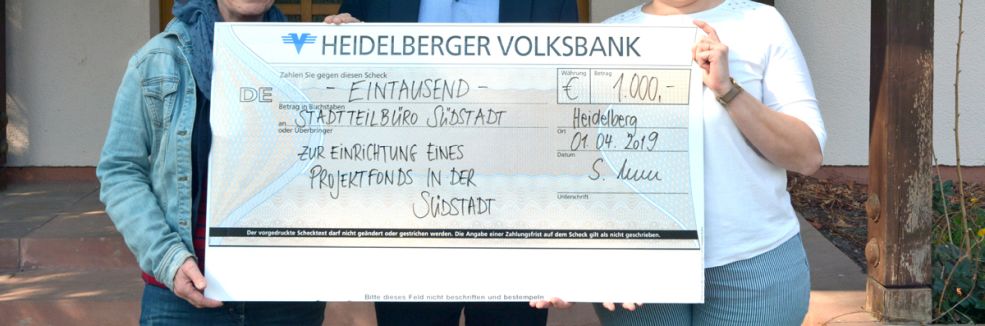 HEIDELBERGER VOLKSBANK
Zahlen Sie gegen diesen Scheck
Währung
Betrag
DE
- EINTAUSEND -
€
1.000,-
Betrag in Buchstaben
an
STADTTEILBÜRO SÜDSTADT
Heidelberg
oder Überbringer
Ort
ZUR EINRICHTUNG EINES
01.04.2019
Datum
PROJEKTFONDS IN DER
SÜDSTADT
Unterschrift
Der vorgedruckte Schecktext darf nicht geändert oder gestrichen werden. Die Angabe einer Zahlungsfrist auf dem Scheck gilt als nicht geschrieben.
Bitte dieses Feld nicht beschriften und bestempeln